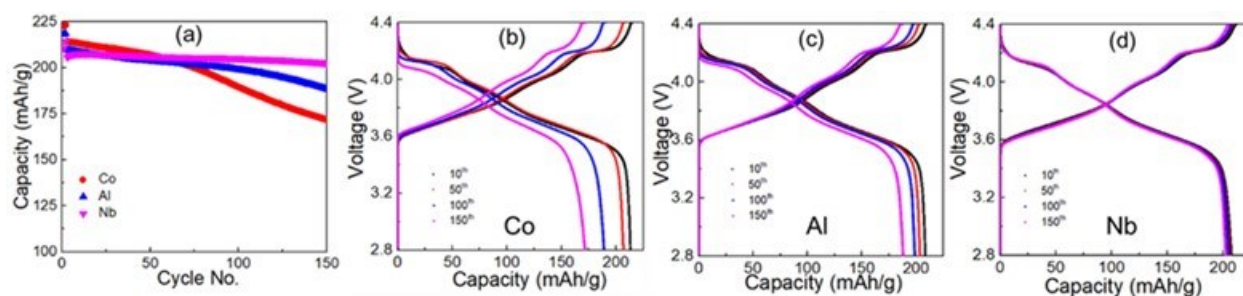 225
200
175
150
125
100
Capacity (mAh/g)
(a)
Co
Al
Nb
0 50 100 150
Cycle No.
4.4
4.0
3.6
3.2
2.8
Voltage (V)
(b)
10th
50th
100th
150th
Co
0 50 100 150 200
Capacity (mAh/g)
4.4
4.0
3.6
3.2
2.8
Voltage (V)
(c)
10th
50th
100th
150th
Al
0 50 100 150 200
Capacity (mAh/g)
4.4
4.0
3.6
3.2
2.8
Voltage (V)
(d)
10th
50th
100th
150th
Nb
0 50 100 150 200
Capacity (mAh/g)